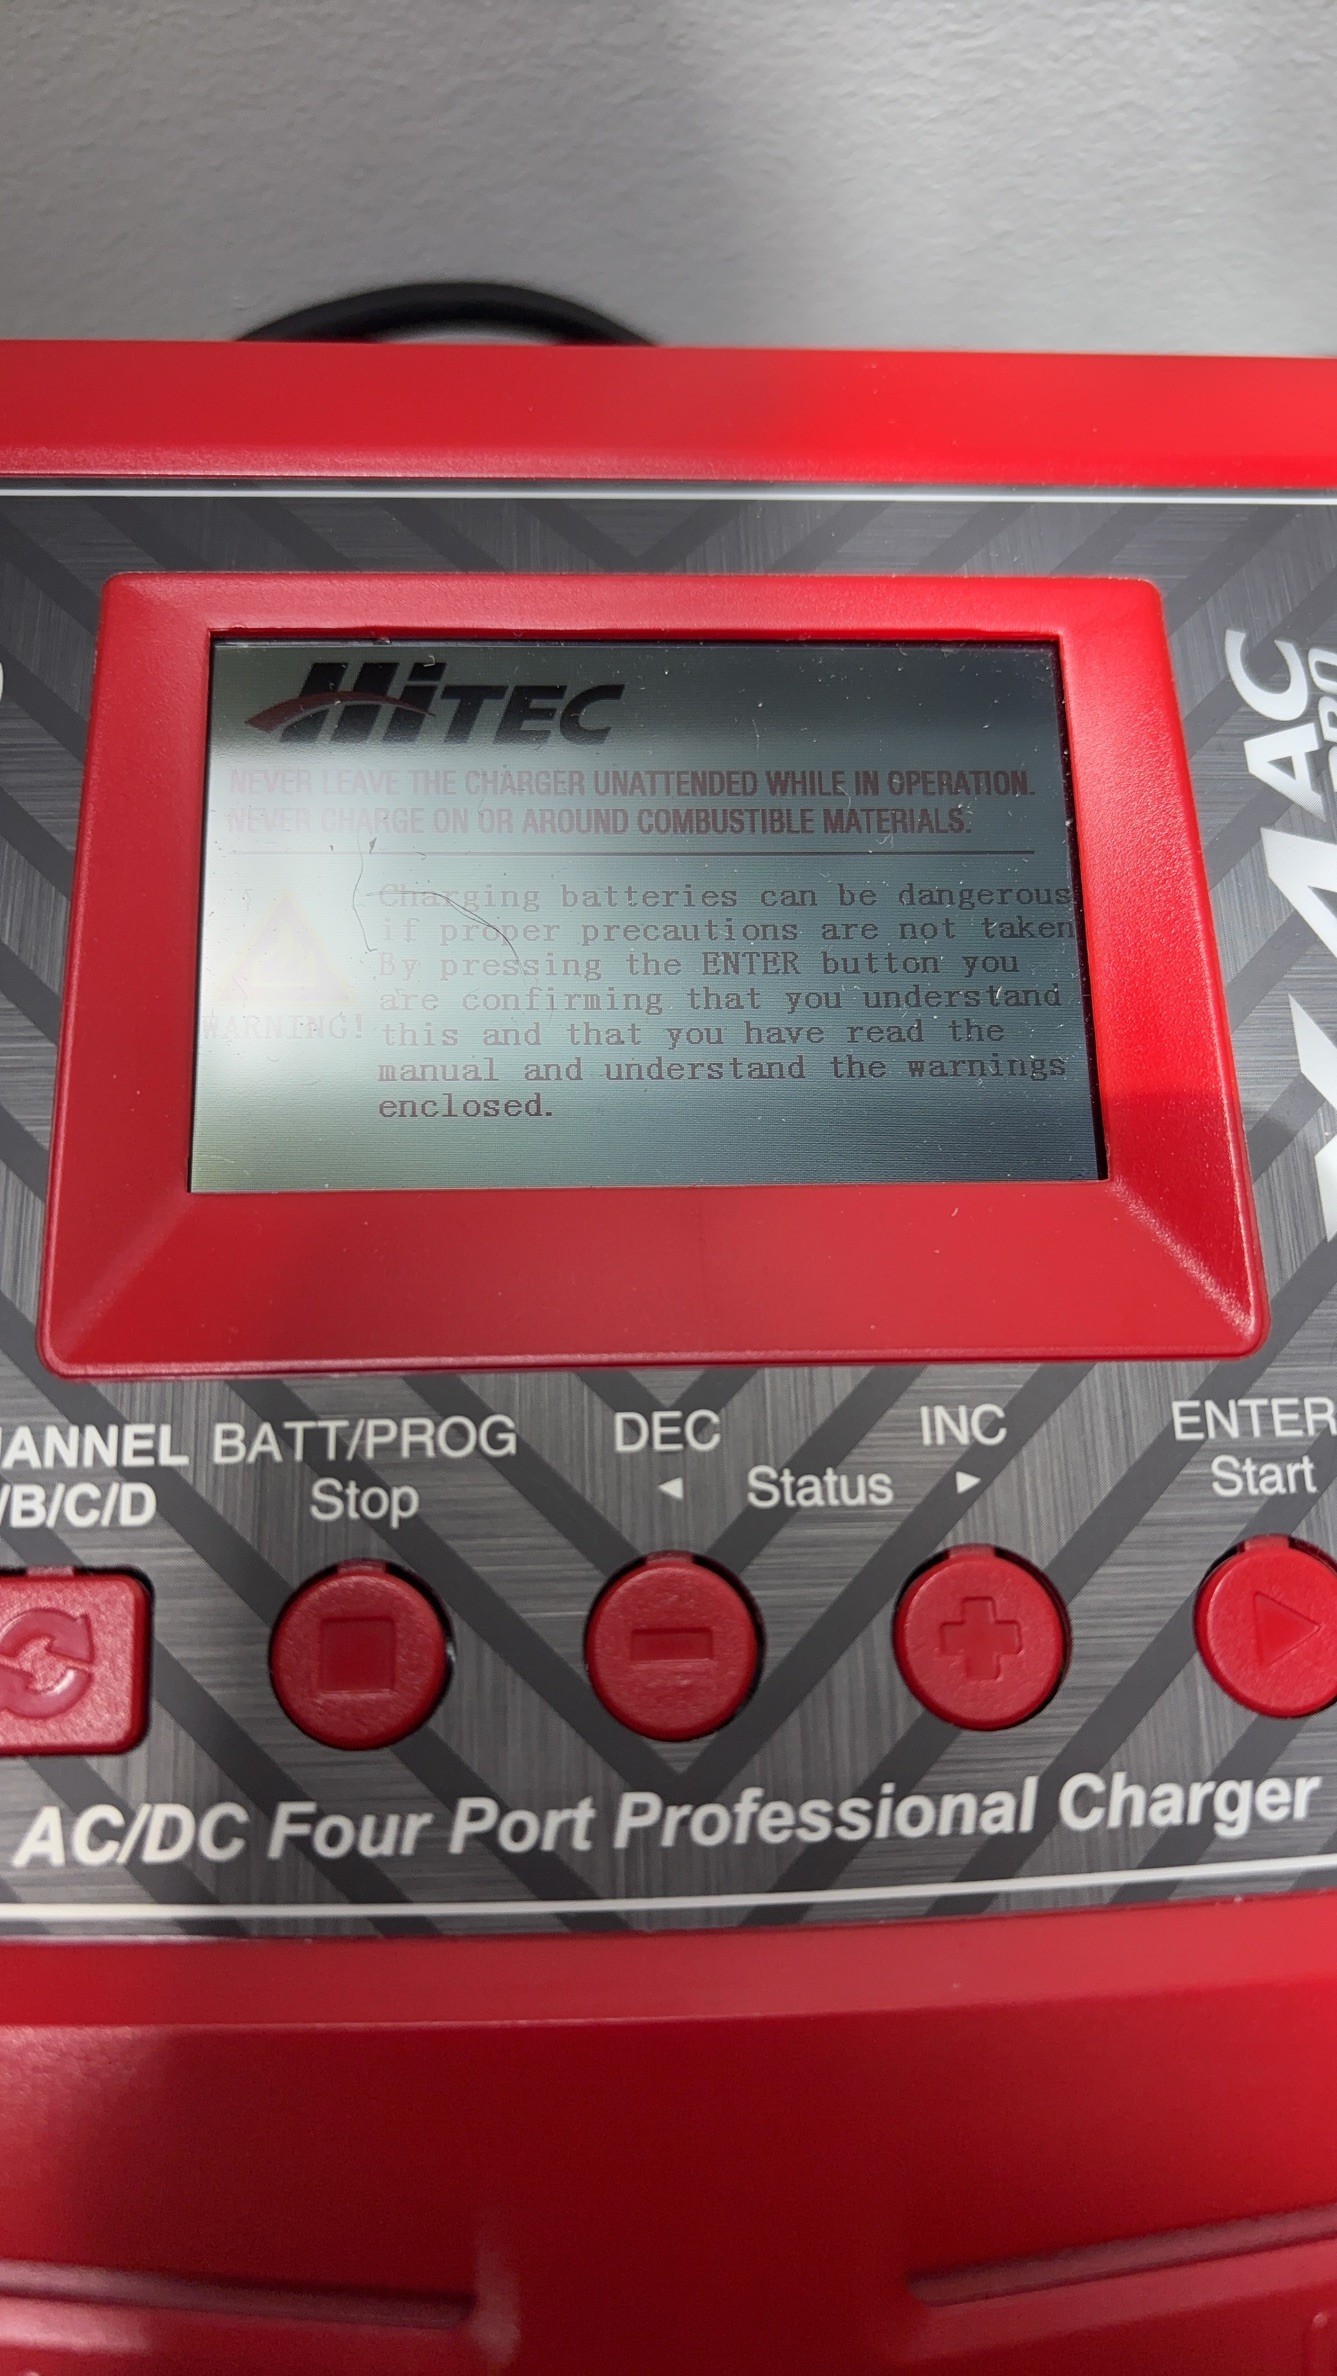 HiTEC
NEVER LEAVE THE CHARGER UNATTENDED WHILE IN OPERATION.
NEVER CHARGE ON OR AROUND COMBUSTIBLE MATERIALS.
Charging batteries can be dangerous
if proper precautions are not taken
By pressing the ENTER button you
are confirming that you understand
this and that you have read the
manual and understand the warnings
enclosed.
WARNING!
AC
HANNEL
/B/C/D
BATT/PROG
Stop
DEC
Status
INC
ENTER
Start
AC/DC Four Port Professional Charger